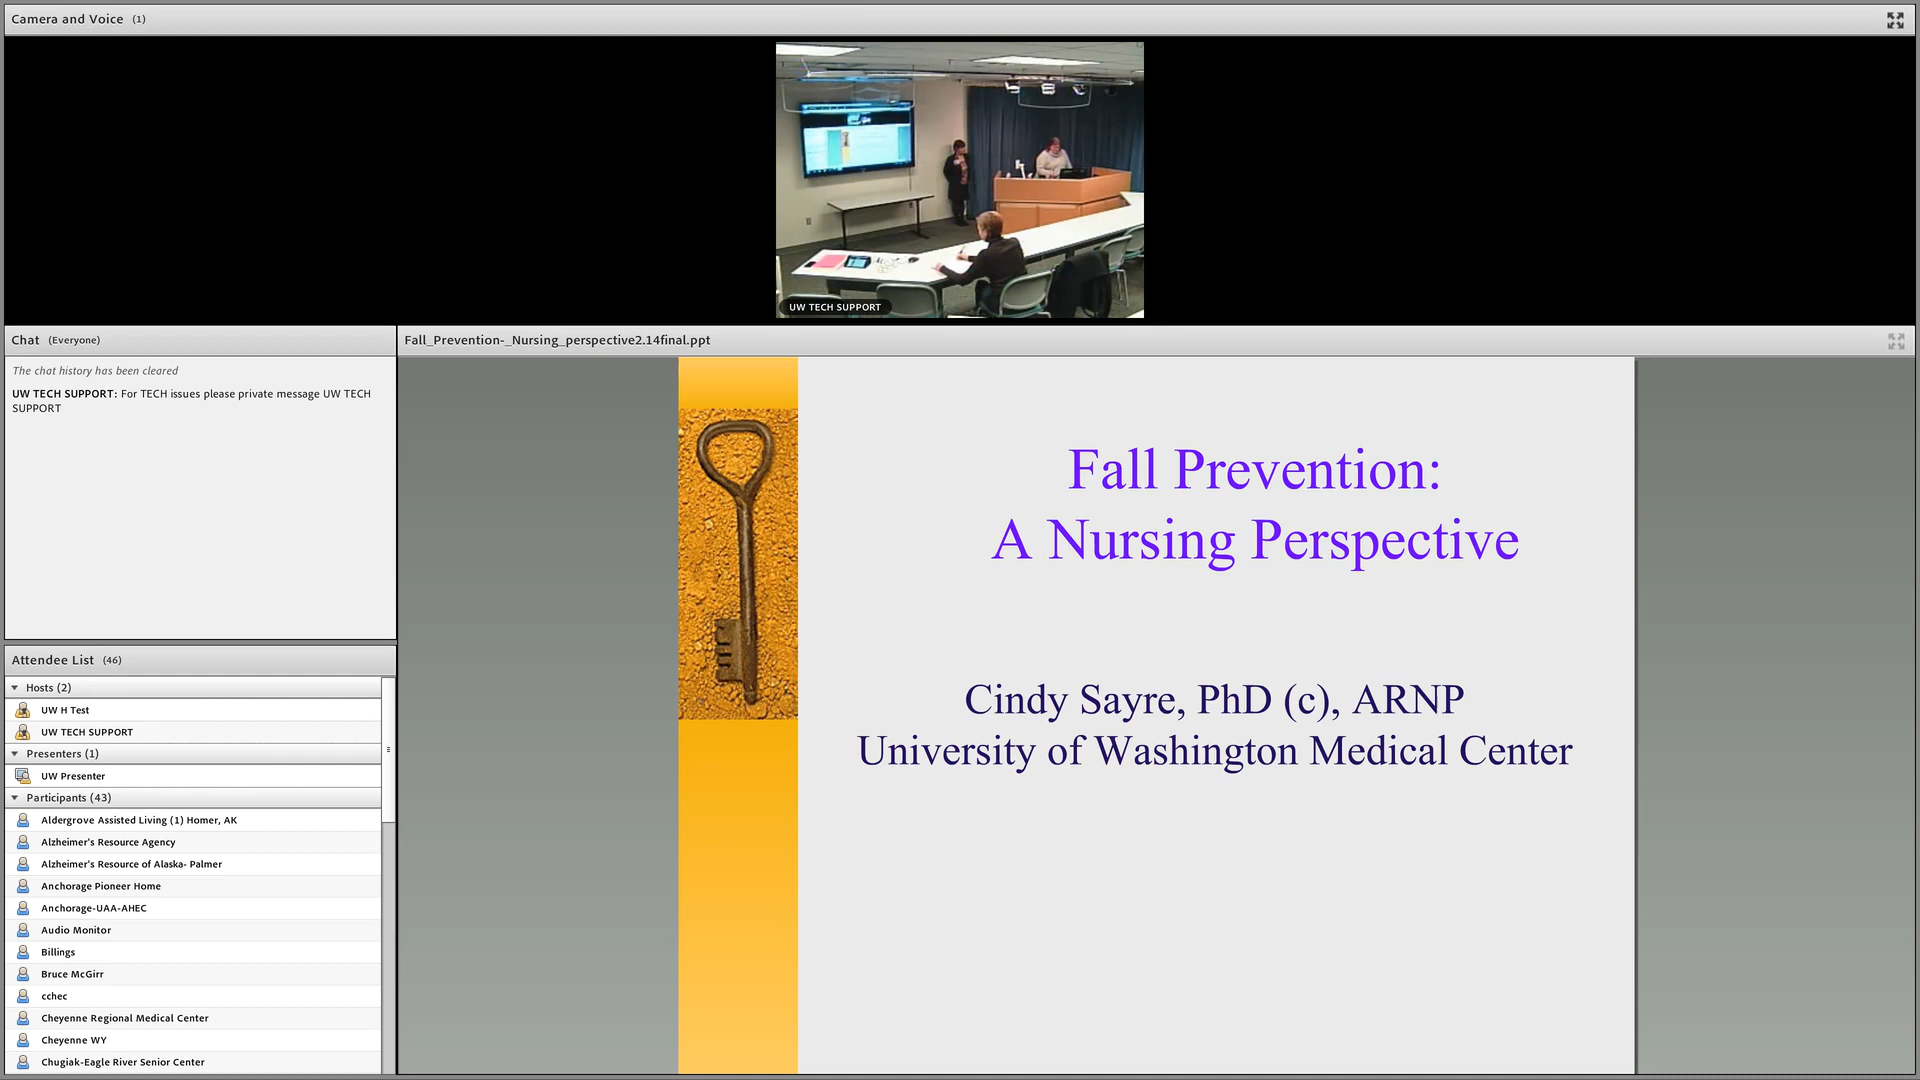 Camera and Voice (1)
UW TECH SUPPORT
Chat (Everyone)
The chat history has been cleared
UW TECH SUPPORT: For TECH issues please private message UW TECH
SUPPORT
Attendee List (46)
Hosts (2)
UW H Test
UW TECH SUPPORT
Presenters (1)
UW Presenter
Participants (43)
Aldergrove Assisted Living (1) Homer, AK
Alzheimer's Resource Agency
Alzheimer's Resource of Alaska- Palmer
Anchorage Pioneer Home
Anchorage-UAA-AHEC
Audio Monitor
Billings
Bruce McGirr
cchec
Cheyenne Regional Medical Center
Cheyenne WY
Chugiak-Eagle River Senior Center
Fall_Prevention-_Nursing_perspective2.14final.ppt
Fall Prevention:
A Nursing Perspective
Cindy Sayre, PhD (c), ARNP
University of Washington Medical Center